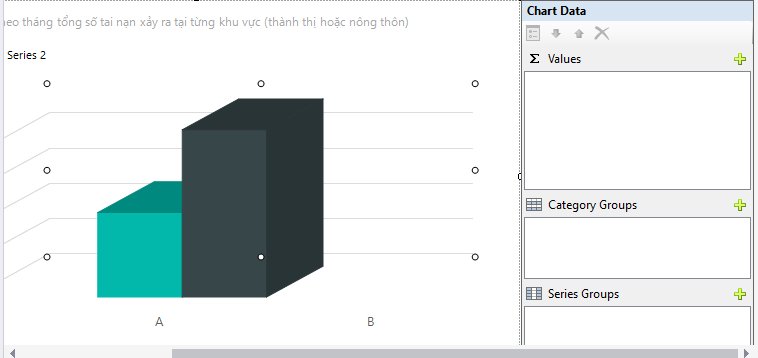 heo tháng tổng số tai nạn xảy ra tại từng khu vực (thành thị hoặc nông thôn)
Series 2
A
B
Chart Data
Σ Values
Category Groups
Series Groups